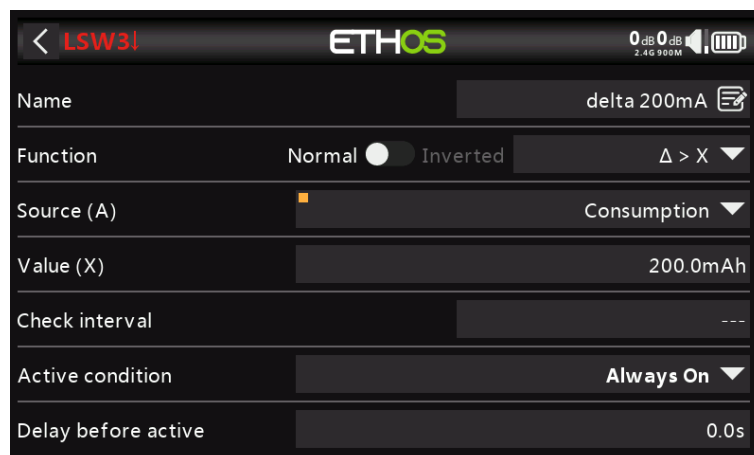 LSW3↓ ETHOS 0dB 0dB
2.4G 900M
Name delta 200mA
Function Normal Inverted Δ > X
Source (A) Consumption
Value (X) 200.0mAh
Check interval ---
Active condition Always On
Delay before active 0.0s